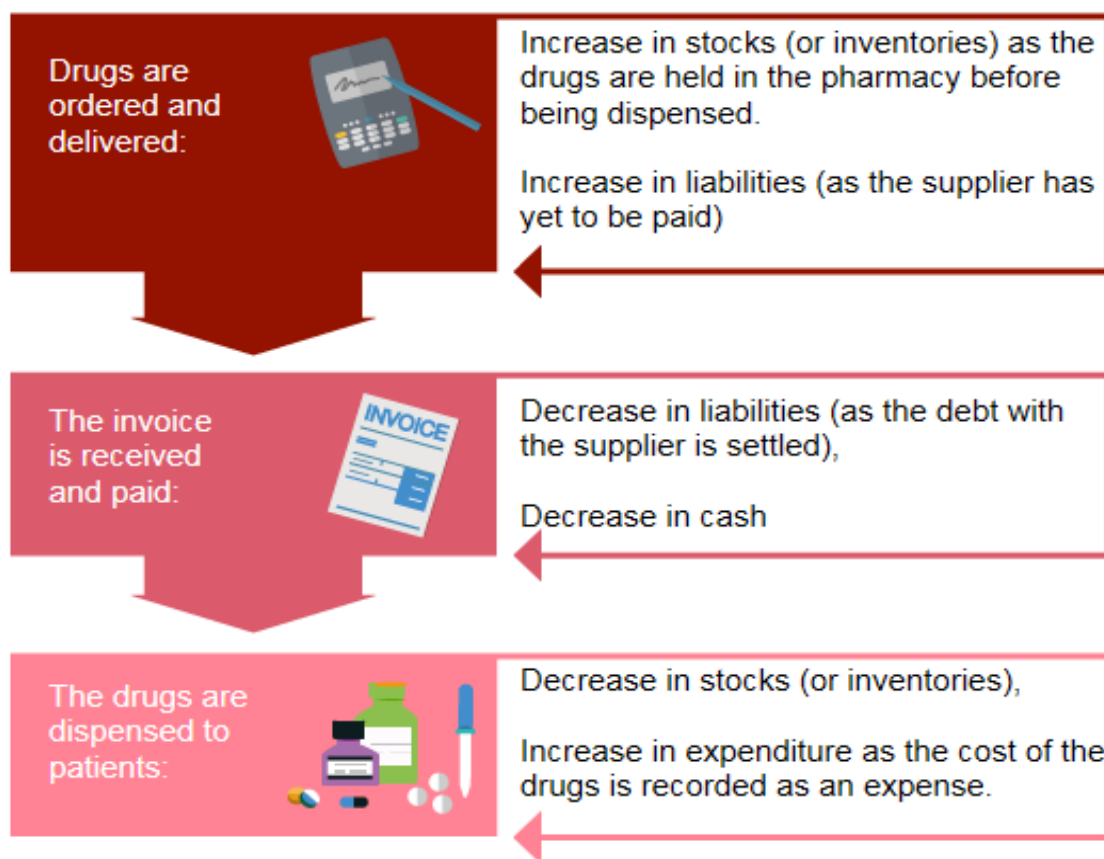 Drugs are
ordered and
delivered:
Increase in stocks (or inventories) as the
drugs are held in the pharmacy before
being dispensed.
Increase in liabilities (as the supplier has
yet to be paid)
The invoice
is received
and paid:
INVOICE
Decrease in liabilities (as the debt with
the supplier is settled),
Decrease in cash
The drugs are
dispensed to
patients:
Decrease in stocks (or inventories),
Increase in expenditure as the cost of the
drugs is recorded as an expense.